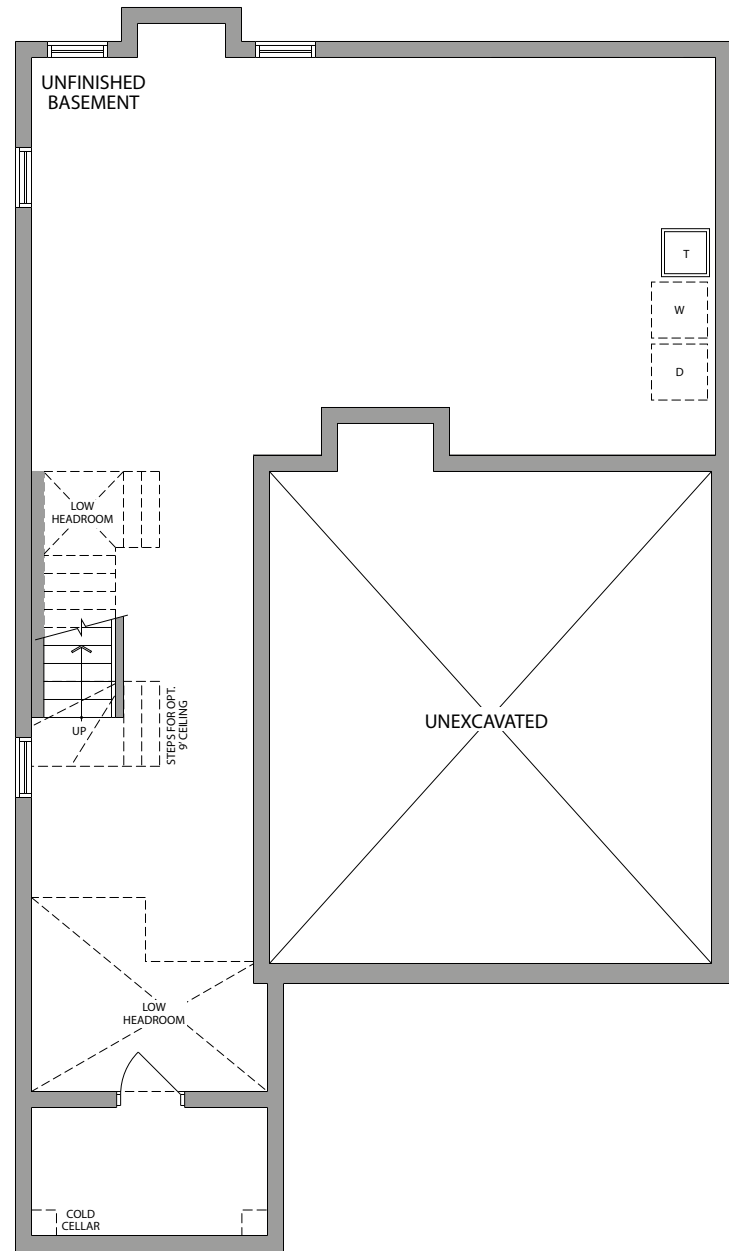 UNFINISHED
BASEMENT
T
W
D
LOW
HEADROOM
UP
STEPS FOR OPT.
9' CEILING
UNEXCAVATED
LOW
HEADROOM
COLD
CELLAR